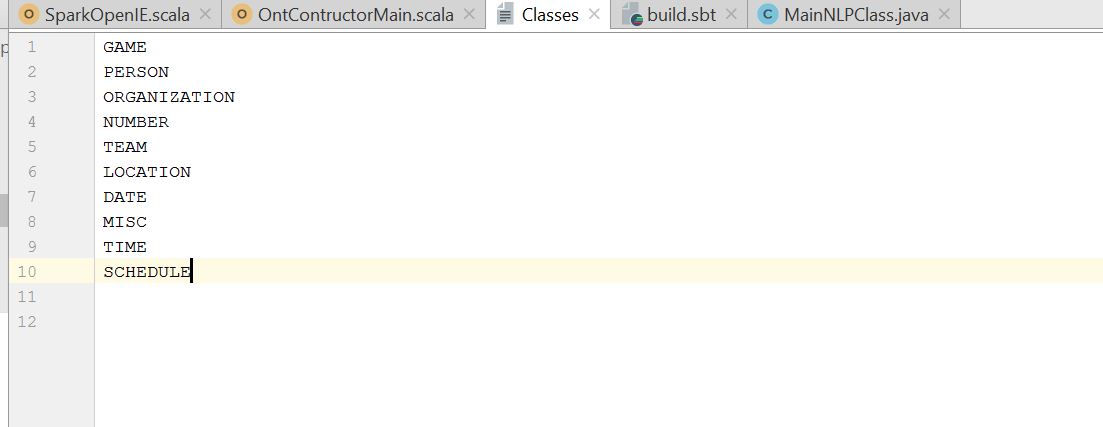 SparkOpenIE.scala OntContructorMain.scala Classes build.sbt MainNLPClass.java
1 GAME
2 PERSON
3 ORGANIZATION
4 NUMBER
5 TEAM
6 LOCATION
7 DATE
8 MISC
9 TIME
10 SCHEDULE
11
12